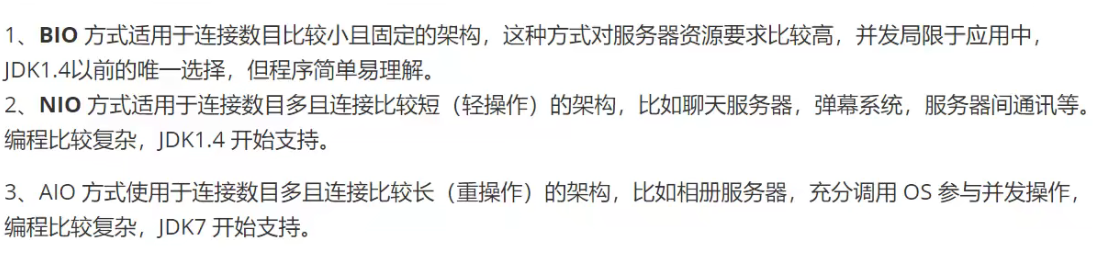 1、BIO 方式适用于连接数目比较小且固定的架构，这种方式对服务器资源要求比较高，并发局限于应用中，
JDK1.4以前的唯一选择，但程序简单易理解。
2、NIO 方式适用于连接数目多且连接比较短（轻操作）的架构，比如聊天服务器，弹幕系统，服务器间通讯等。
编程比较复杂，JDK1.4 开始支持。
3、AIO 方式使用于连接数目多且连接比较长（重操作）的架构，比如相册服务器，充分调用 OS 参与并发操作，
编程比较复杂，JDK7 开始支持。